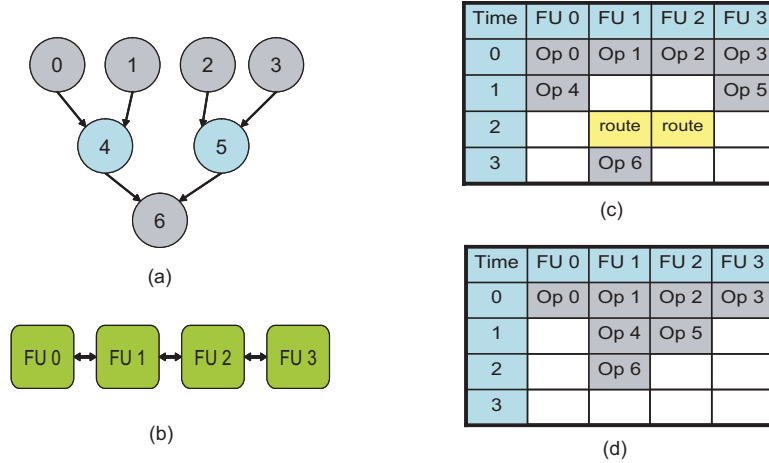 0 1 2 3
4 5
6
(a)
FU 0 FU 1 FU 2 FU 3
(b)
Time FU 0 FU 1 FU 2 FU 3
0 Op 0 Op 1 Op 2 Op 3
1 Op 4 Op 5
2 route route
3 Op 6
(c)
Time FU 0 FU 1 FU 2 FU 3
0 Op 0 Op 1 Op 2 Op 3
1 Op 4 Op 5
2 Op 6
3
(d)